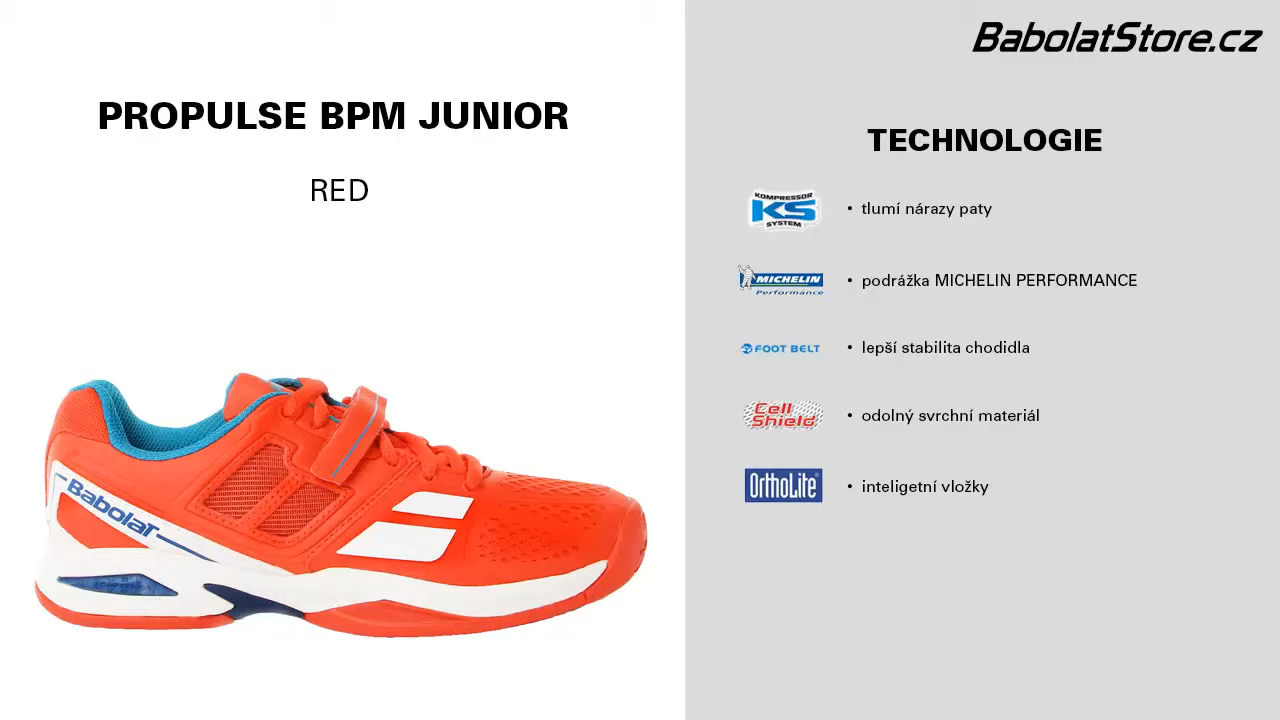 BabolatStore.cz
PROPULSE BPM JUNIOR
RED
TECHNOLOGIE
KOMPRESSOR
KS
SYSTEM
• tlumí nárazy paty
MICHELIN
Performance
• podrážka MICHELIN PERFORMANCE
FOOT BELT
• lepší stabilita chodidla
Cell
Shield
• odolný svrchní materiál
ORTHOLITE
• inteligetní vložky
Babolat